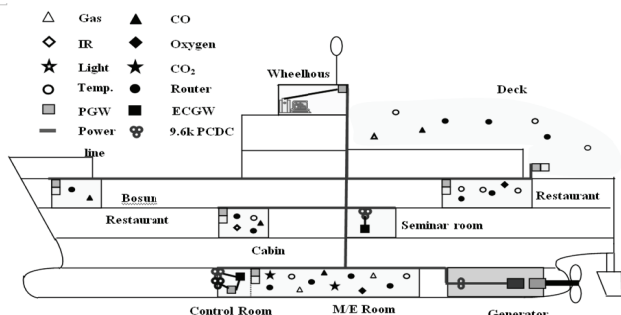 Gas CO
IR Oxygen
Light CO₂
Temp. Router
PGW ECGW
Power 9.6k PCDC
line
Wheelhous
Deck
Bosun
Restaurant
Restaurant
Seminar room
Cabin
Control Room
M/E Room
Generator